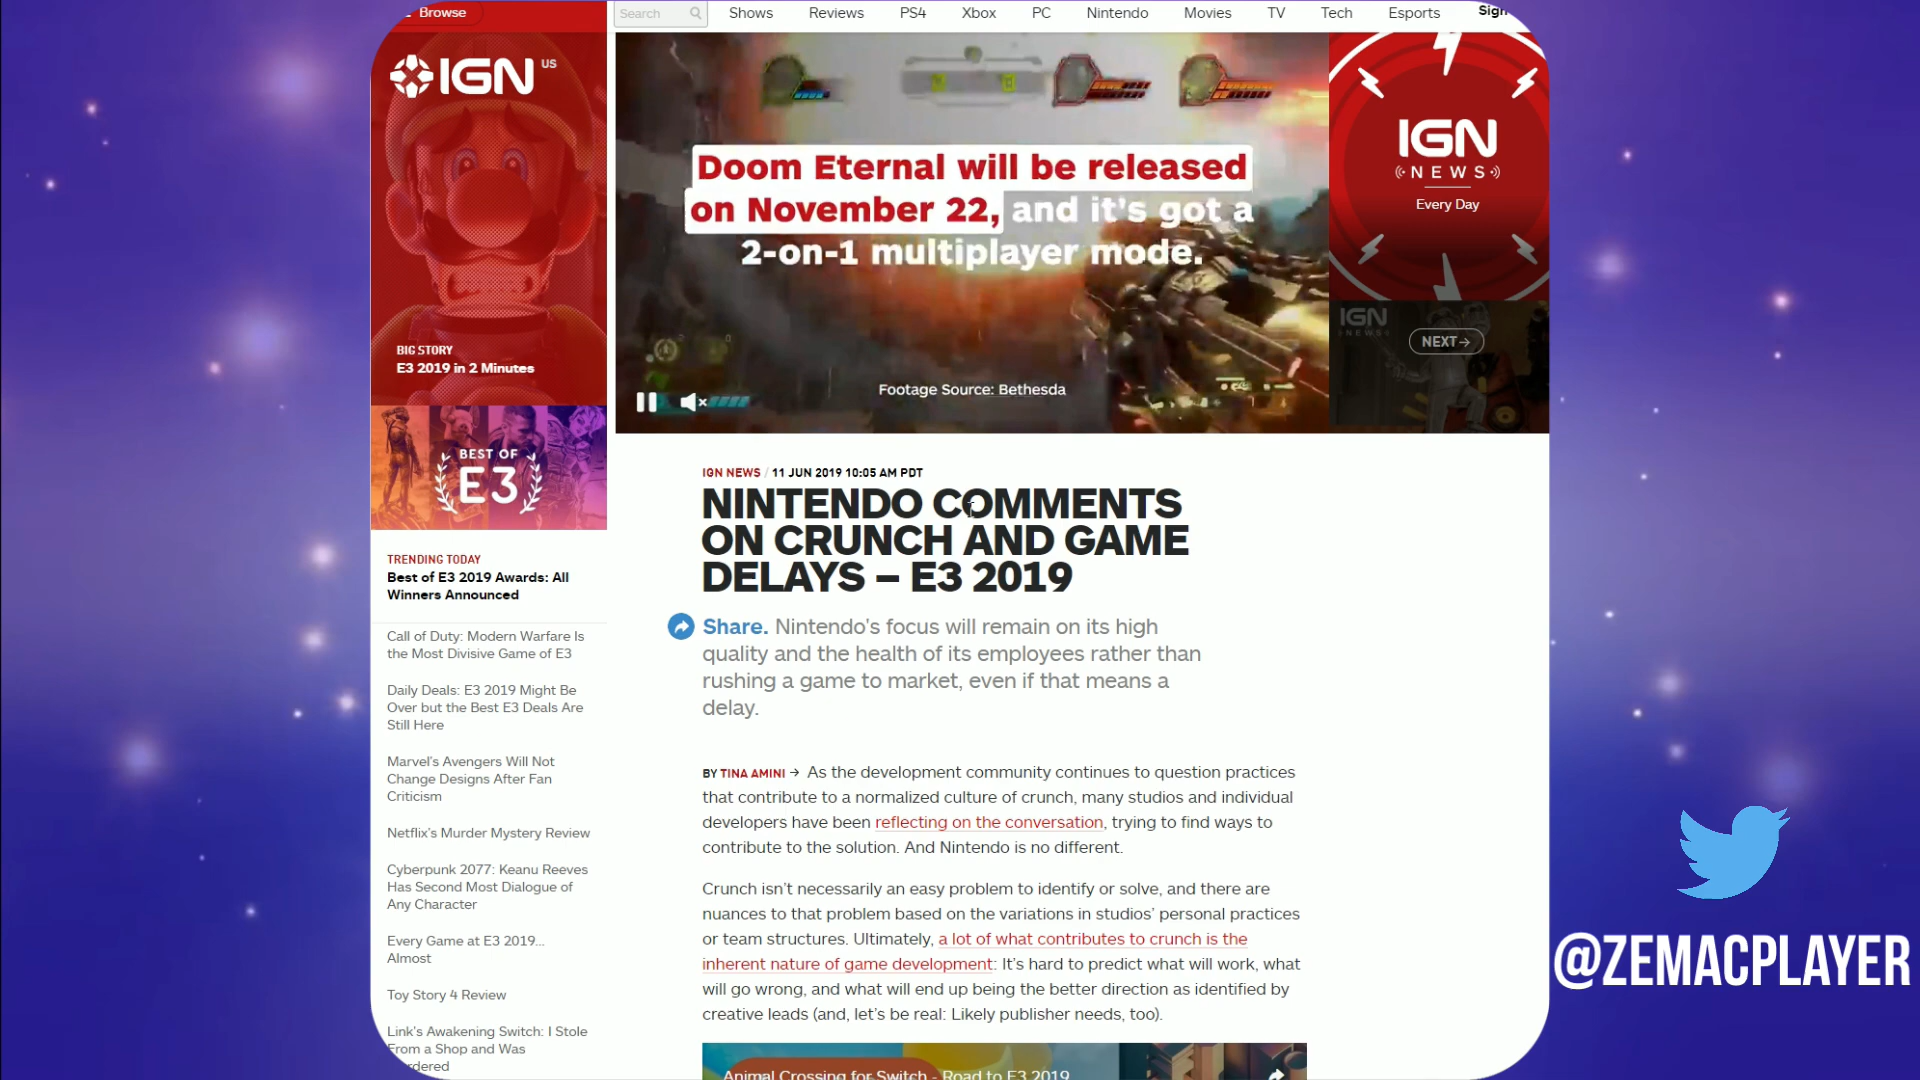 Browse
Search
Shows
Reviews
PS4
Xbox
PC
Nintendo
Movies
TV
Tech
Esports
Sign
IGN US
BIG STORY
E3 2019 in 2 Minutes
BEST OF
E3
TRENDING TODAY
Best of E3 2019 Awards: All
Winners Announced
Call of Duty: Modern Warfare Is
the Most Divisive Game of E3
Daily Deals: E3 2019 Might Be
Over but the Best E3 Deals Are
Still Here
Marvel's Avengers Will Not
Change Designs After Fan
Criticism
Netflix's Murder Mystery Review
Cyberpunk 2077: Keanu Reeves
Has Second Most Dialogue of
Any Character
Every Game at E3 2019...
Almost
Toy Story 4 Review
Link's Awakening Switch: I Stole
From a Shop and Was
rdered
Doom Eternal will be released
on November 22, and it's got a
2-on-1 multiplayer mode.
Footage Source: Bethesda
IGN
NEWS
Every Day
IGN
NEWS
NEXT→
IGN NEWS / 11 JUN 2019 10:05 AM PDT
NINTENDO COMMENTS
ON CRUNCH AND GAME
DELAYS – E3 2019
Share. Nintendo's focus will remain on its high
quality and the health of its employees rather than
rushing a game to market, even if that means a
delay.
BY TINA AMINI → As the development community continues to question practices
that contribute to a normalized culture of crunch, many studios and individual
developers have been reflecting on the conversation, trying to find ways to
contribute to the solution. And Nintendo is no different.
Crunch isn't necessarily an easy problem to identify or solve, and there are
nuances to that problem based on the variations in studios' personal practices
or team structures. Ultimately, a lot of what contributes to crunch is the
inherent nature of game development: It's hard to predict what will work, what
will go wrong, and what will end up being the better direction as identified by
creative leads (and, let's be real: Likely publisher needs, too).
Animal Crossing for Switch - Road to E3 2019
@ZEMACPLAYER